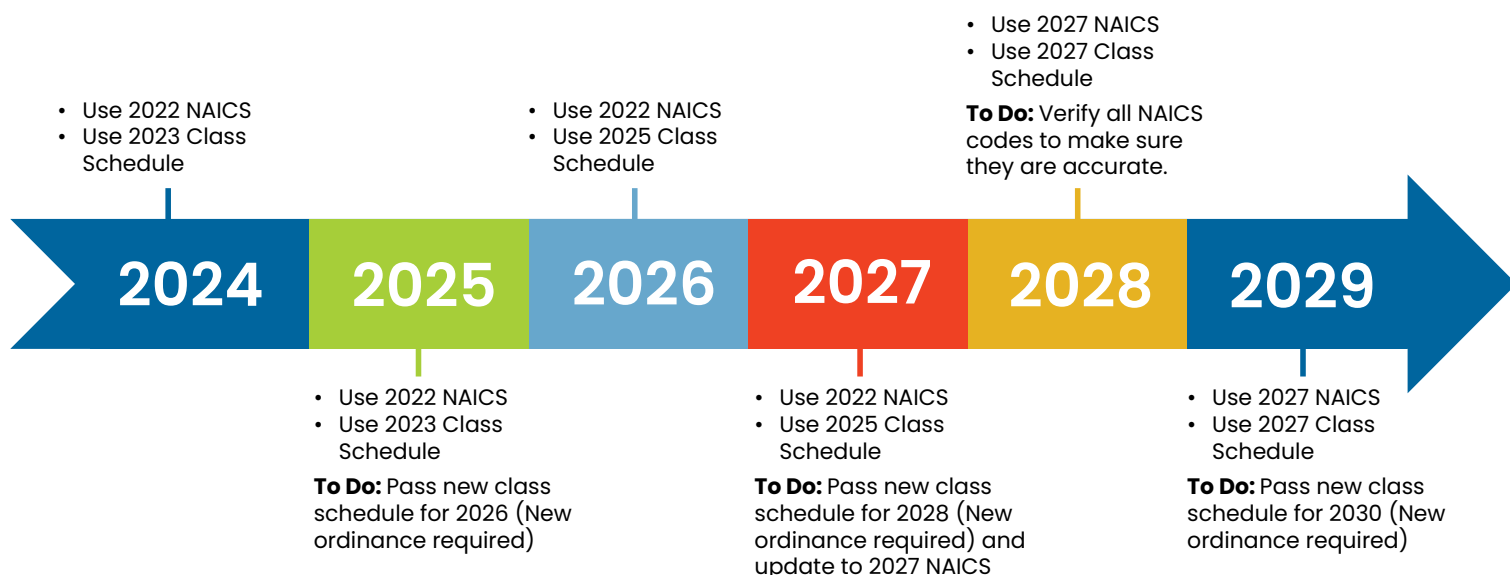 • Use 2022 NAICS
• Use 2023 Class
Schedule
2024
2025
• Use 2022 NAICS
• Use 2023 Class
Schedule
To Do: Pass new class
schedule for 2026 (New
ordinance required)
• Use 2022 NAICS
• Use 2025 Class
Schedule
2026
2027
• Use 2022 NAICS
• Use 2025 Class
Schedule
To Do: Pass new class
schedule for 2028 (New
ordinance required) and
update to 2027 NAICS
• Use 2027 NAICS
• Use 2027 Class
Schedule
To Do: Verify all NAICS
codes to make sure
they are accurate.
2028
2029
• Use 2027 NAICS
• Use 2027 Class
Schedule
To Do: Pass new class
schedule for 2030 (New
ordinance required)